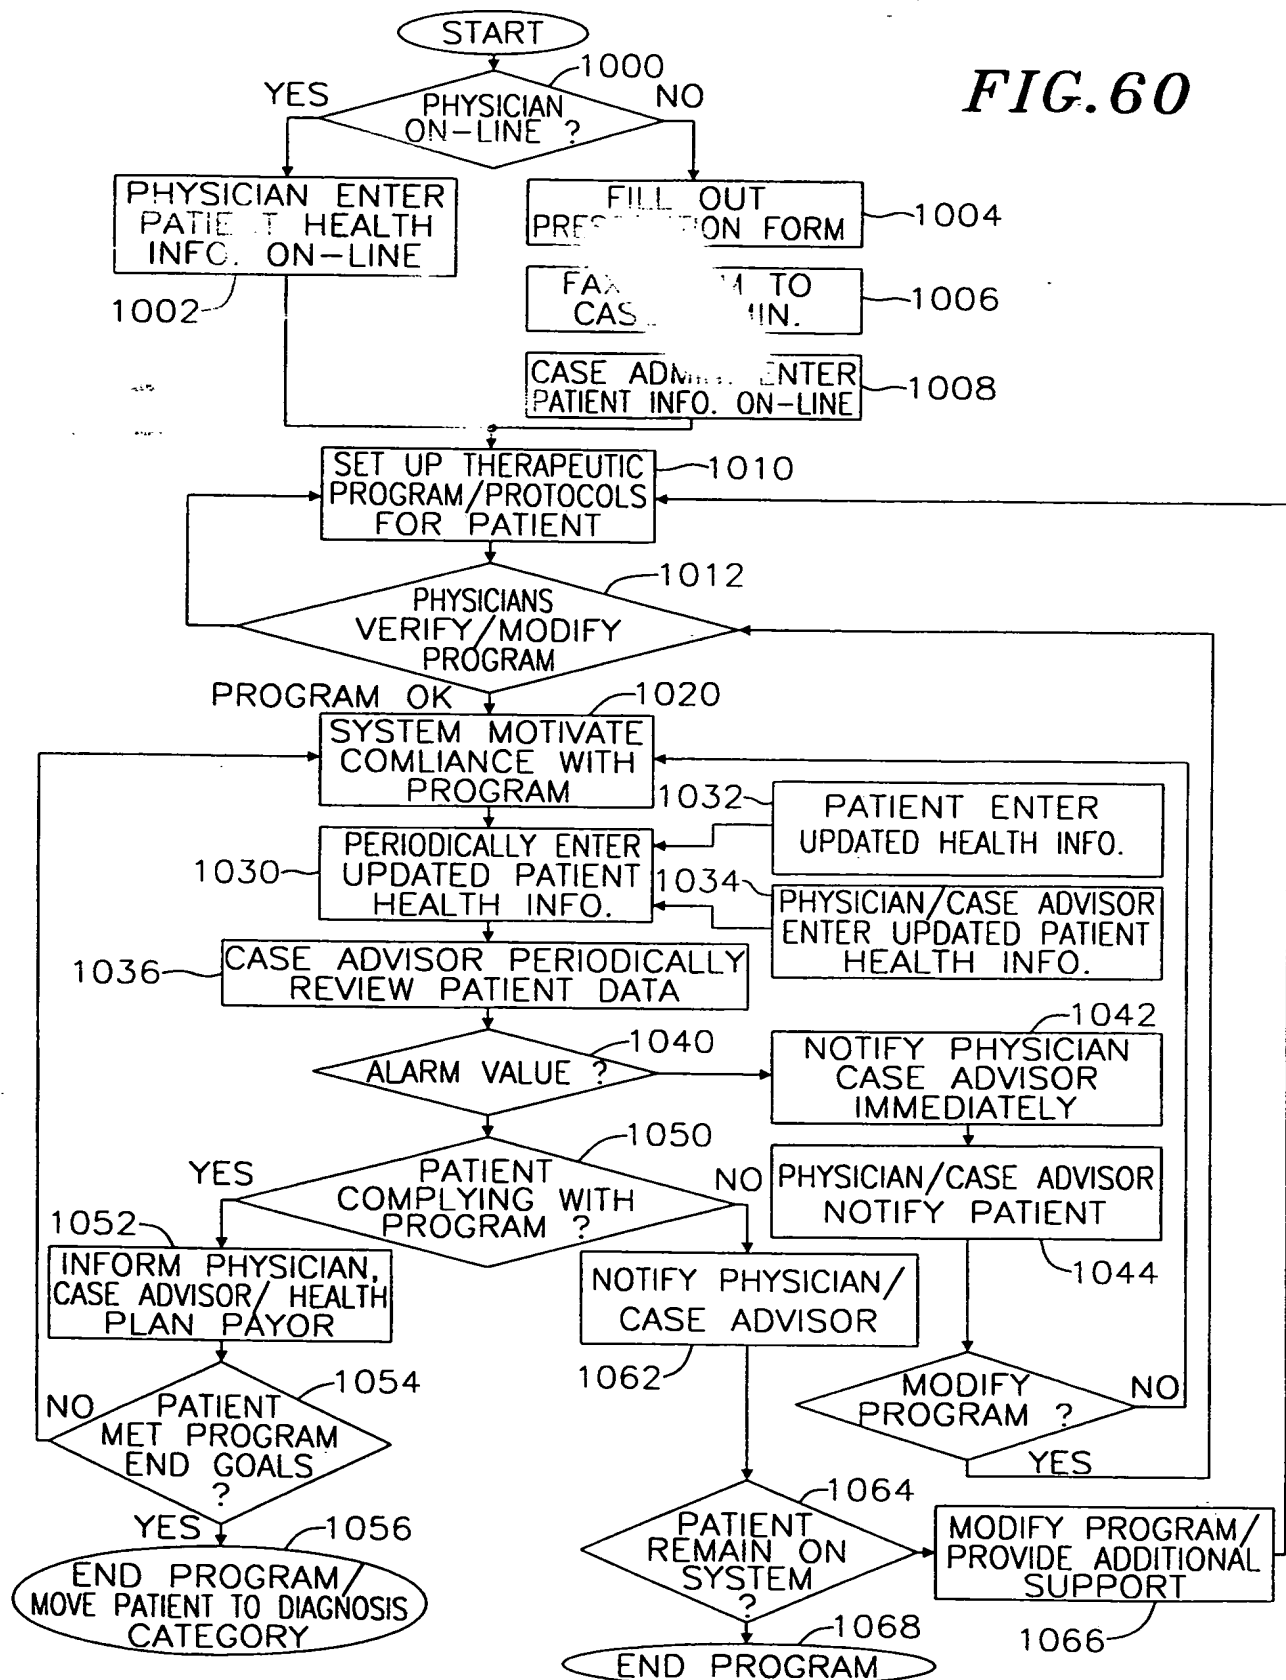 START
1000
FIG.60
YES
NO
PHYSICIAN
ON-LINE ?
PHYSICIAN ENTER
HEALTH
INFO. ON-LINE
1002
FILL OUT
FORM
1004
TO
1006
CASE ENTER
PATIENT INFO. ON-LINE
1008
SET UP THERAPEUTIC
PROGRAM/PROTOCOLS
FOR PATIENT
1010
1012
PHYSICIANS
VERIFY/MODIFY
PROGRAM
PROGRAM OK
1020
SYSTEM MOTIVATE
COMLIANCE WITH
PROGRAM
1032
PATIENT ENTER
UPDATED HEALTH INFO.
1030
PERIODICALLY ENTER
UPDATED PATIENT
HEALTH INFO.
1034
PHYSICIAN/CASE ADVISOR
ENTER UPDATED PATIENT
HEALTH INFO.
1036
CASE ADVISOR PERIODICALLY
REVIEW PATIENT DATA
1040
ALARM VALUE ?
1042
NOTIFY PHYSICIAN
CASE ADVISOR
IMMEDIATELY
1050
YES
NO
PATIENT
COMPLYING WITH
PROGRAM ?
PHYSICIAN/CASE ADVISOR
NOTIFY PATIENT
1044
1052
INFORM PHYSICIAN,
CASE ADVISOR/ HEALTH
PLAN PAYOR
NOTIFY PHYSICIAN/
CASE ADVISOR
1062
1054
NO
PATIENT
MET PROGRAM
END GOALS
?
YES
MODIFY
PROGRAM ?
NO
YES
1056
END PROGRAM/
MOVE PATIENT TO DIAGNOSIS
CATEGORY
1064
PATIENT
REMAIN ON
SYSTEM
?
MODIFY PROGRAM/
PROVIDE ADDITIONAL
SUPPORT
1066
1068
END PROGRAM